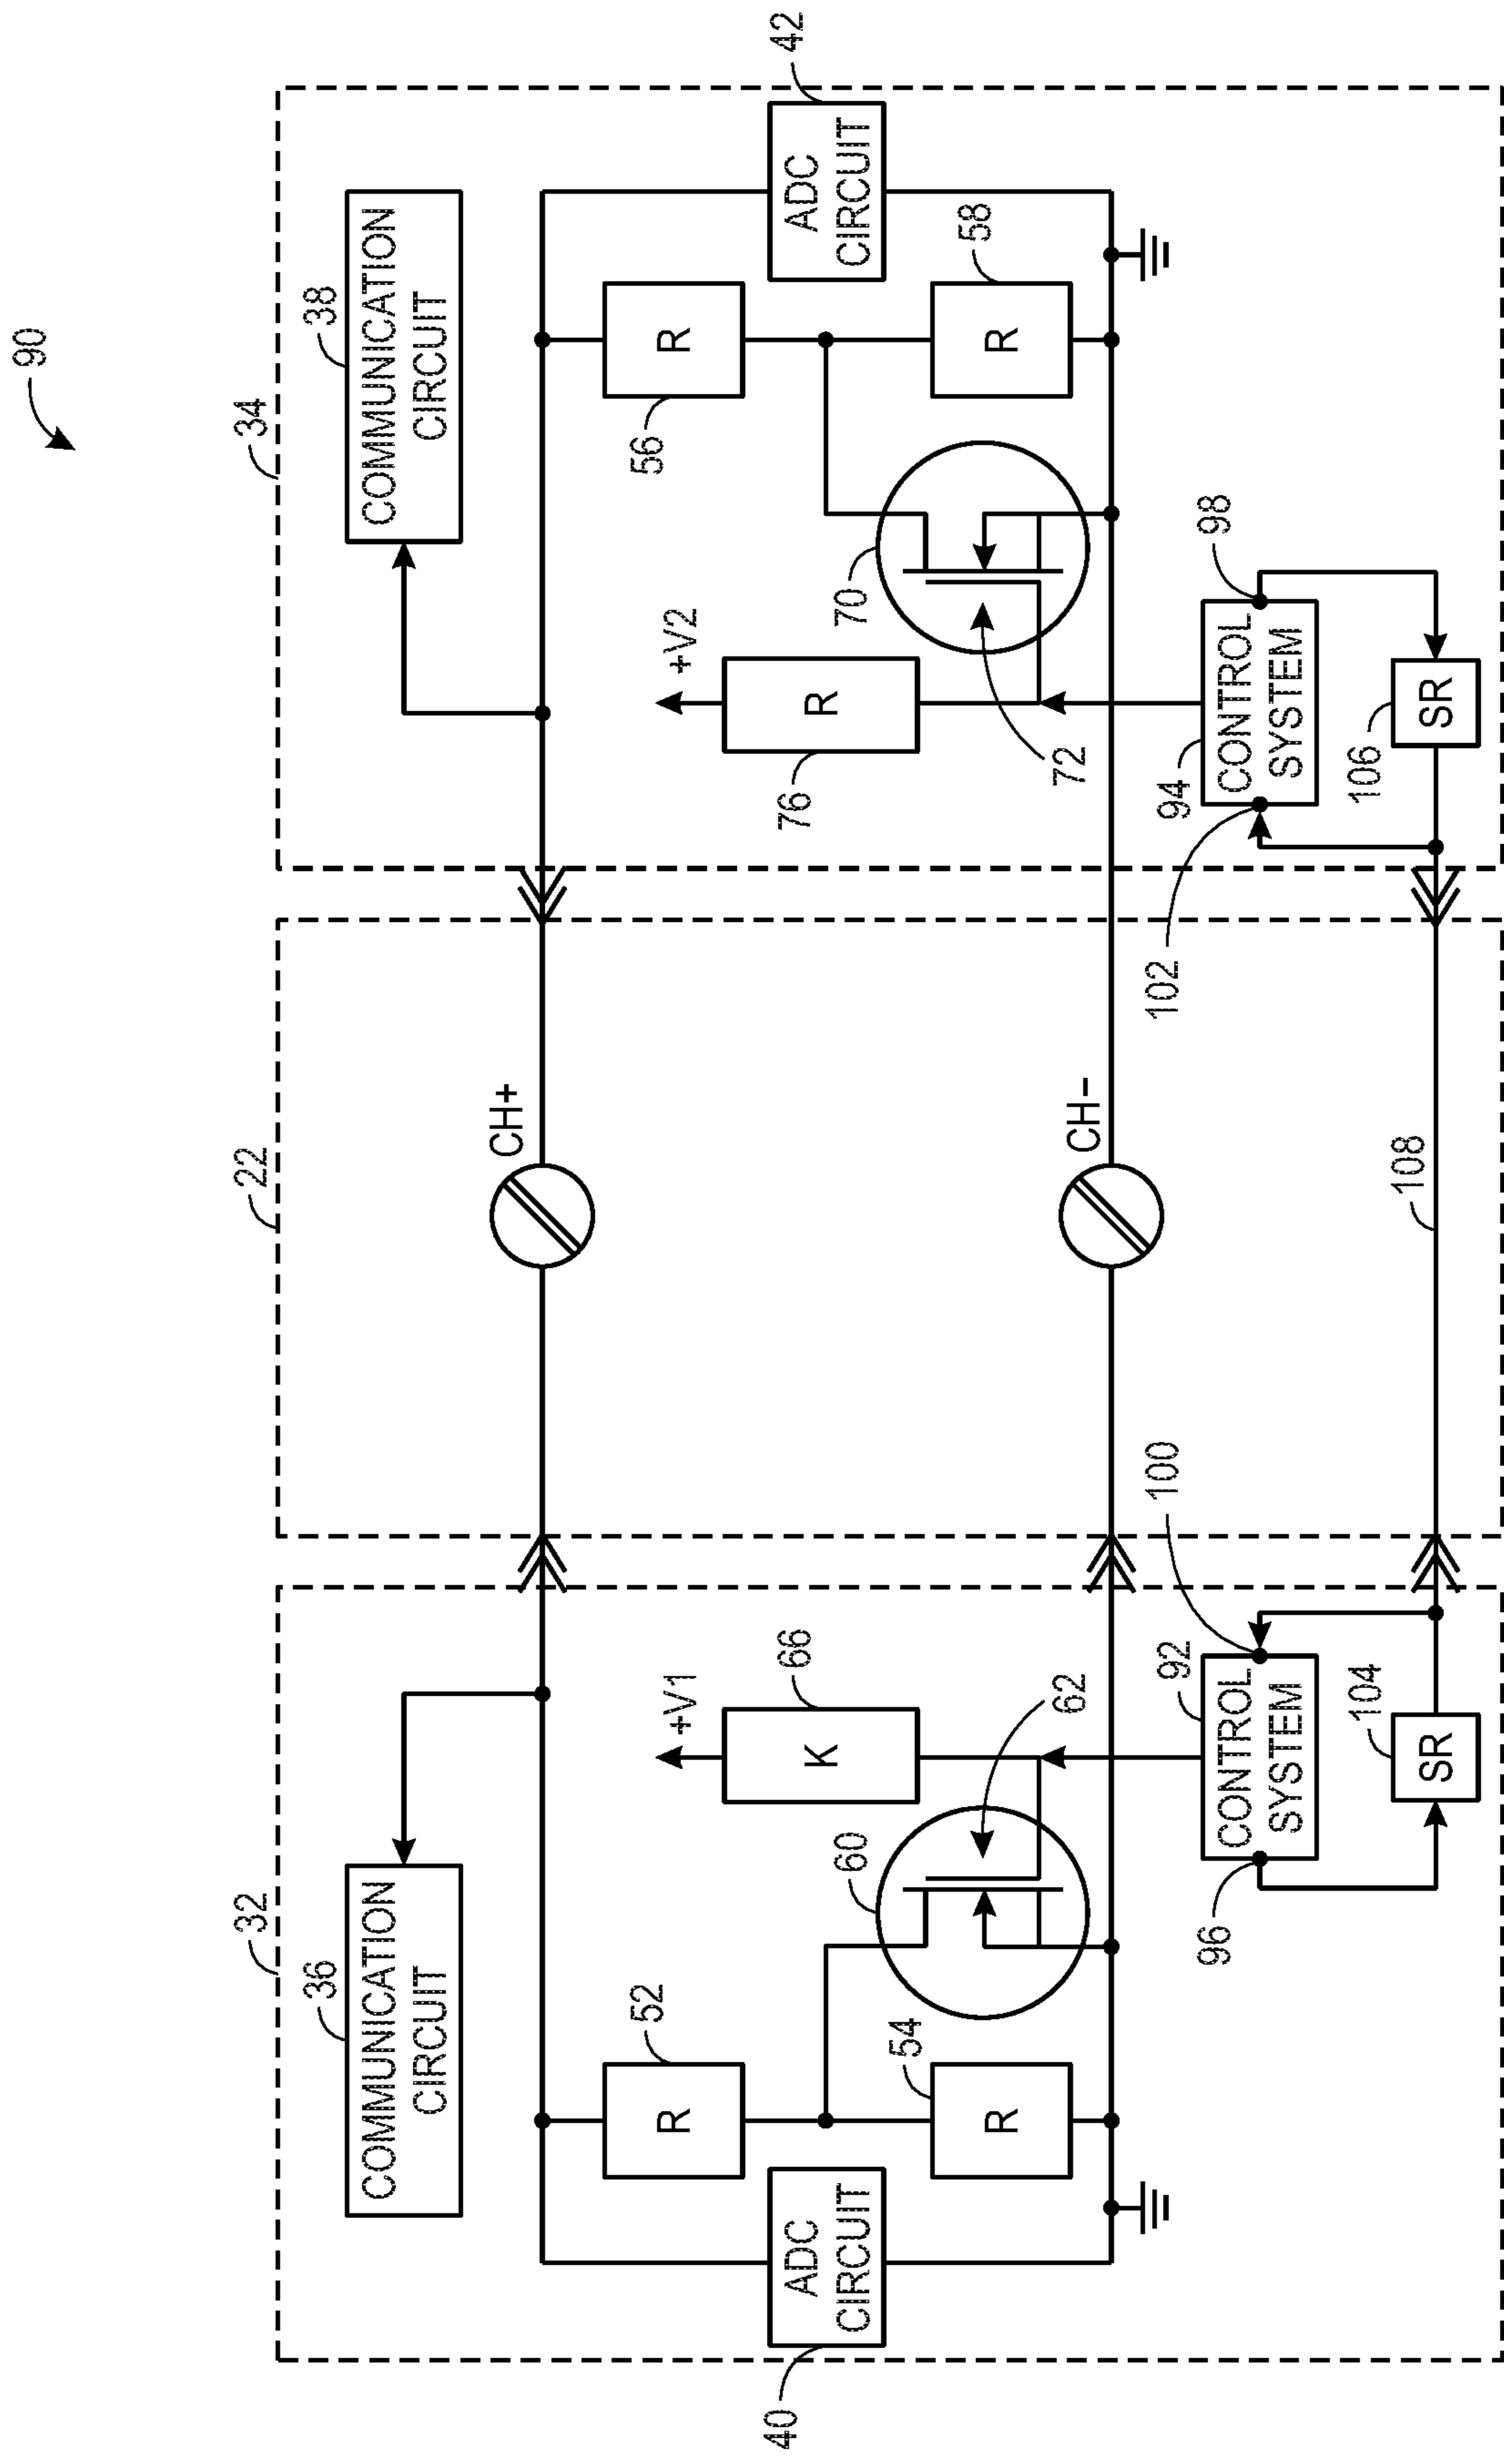 90
32
22
34
36
COMMUNICATION
CIRCUIT
38
COMMUNICATION
CIRCUIT
CH+
52
R
+V1
66
K
+V2
76
R
56
R
40
ADC
CIRCUIT
42
ADC
CIRCUIT
54
R
60
62
CH−
72
70
58
R
96
92
CONTROL
SYSTEM
100
102
94
CONTROL
SYSTEM
98
104
SR
108
106
SR